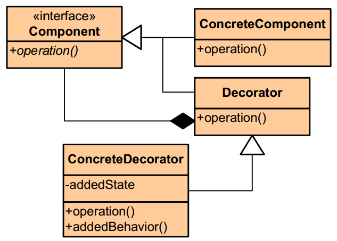 «interface»
Component
+operation()
ConcreteComponent
+operation()
Decorator
+operation()
ConcreteDecorator
-addedState
+operation()
+addedBehavior()